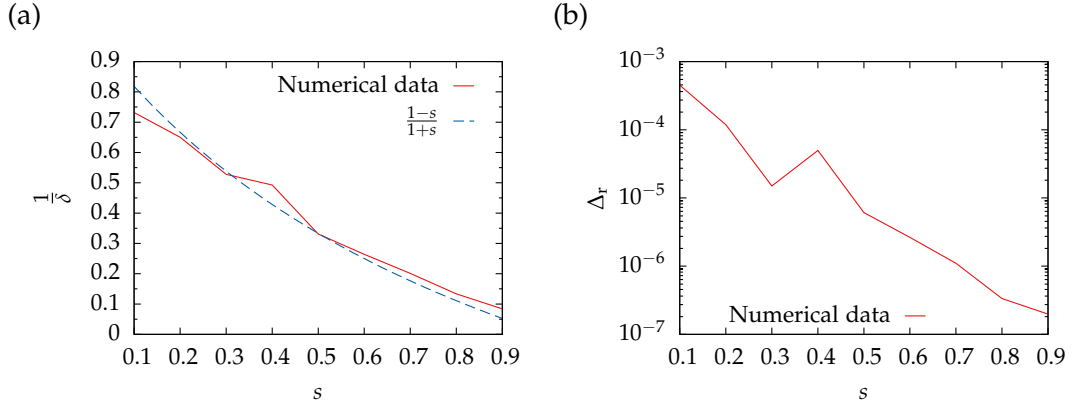 (a)
0.9
0.8
0.7
0.6
0.5
0.4
0.3
0.2
0.1
0
1/δ
Numerical data
1−s/1+s
0.1 0.2 0.3 0.4 0.5 0.6 0.7 0.8 0.9
s
(b)
10⁻³
10⁻⁴
10⁻⁵
10⁻⁶
10⁻⁷
Δr
Numerical data
0.1 0.2 0.3 0.4 0.5 0.6 0.7 0.8 0.9
s